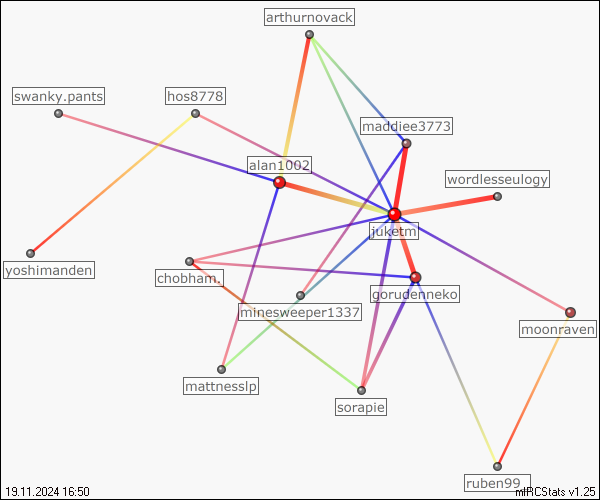 arthurnovack
swanky.pants
hos8778
maddiee3773
alan1002
wordlesseulogy
juketm
yoshimanden
chobham.
gorudenneko
minesweeper1337
moonraven
mattnesslp
sorapie
ruben99_
19.11.2024 16:50
mIRCStats v1.25